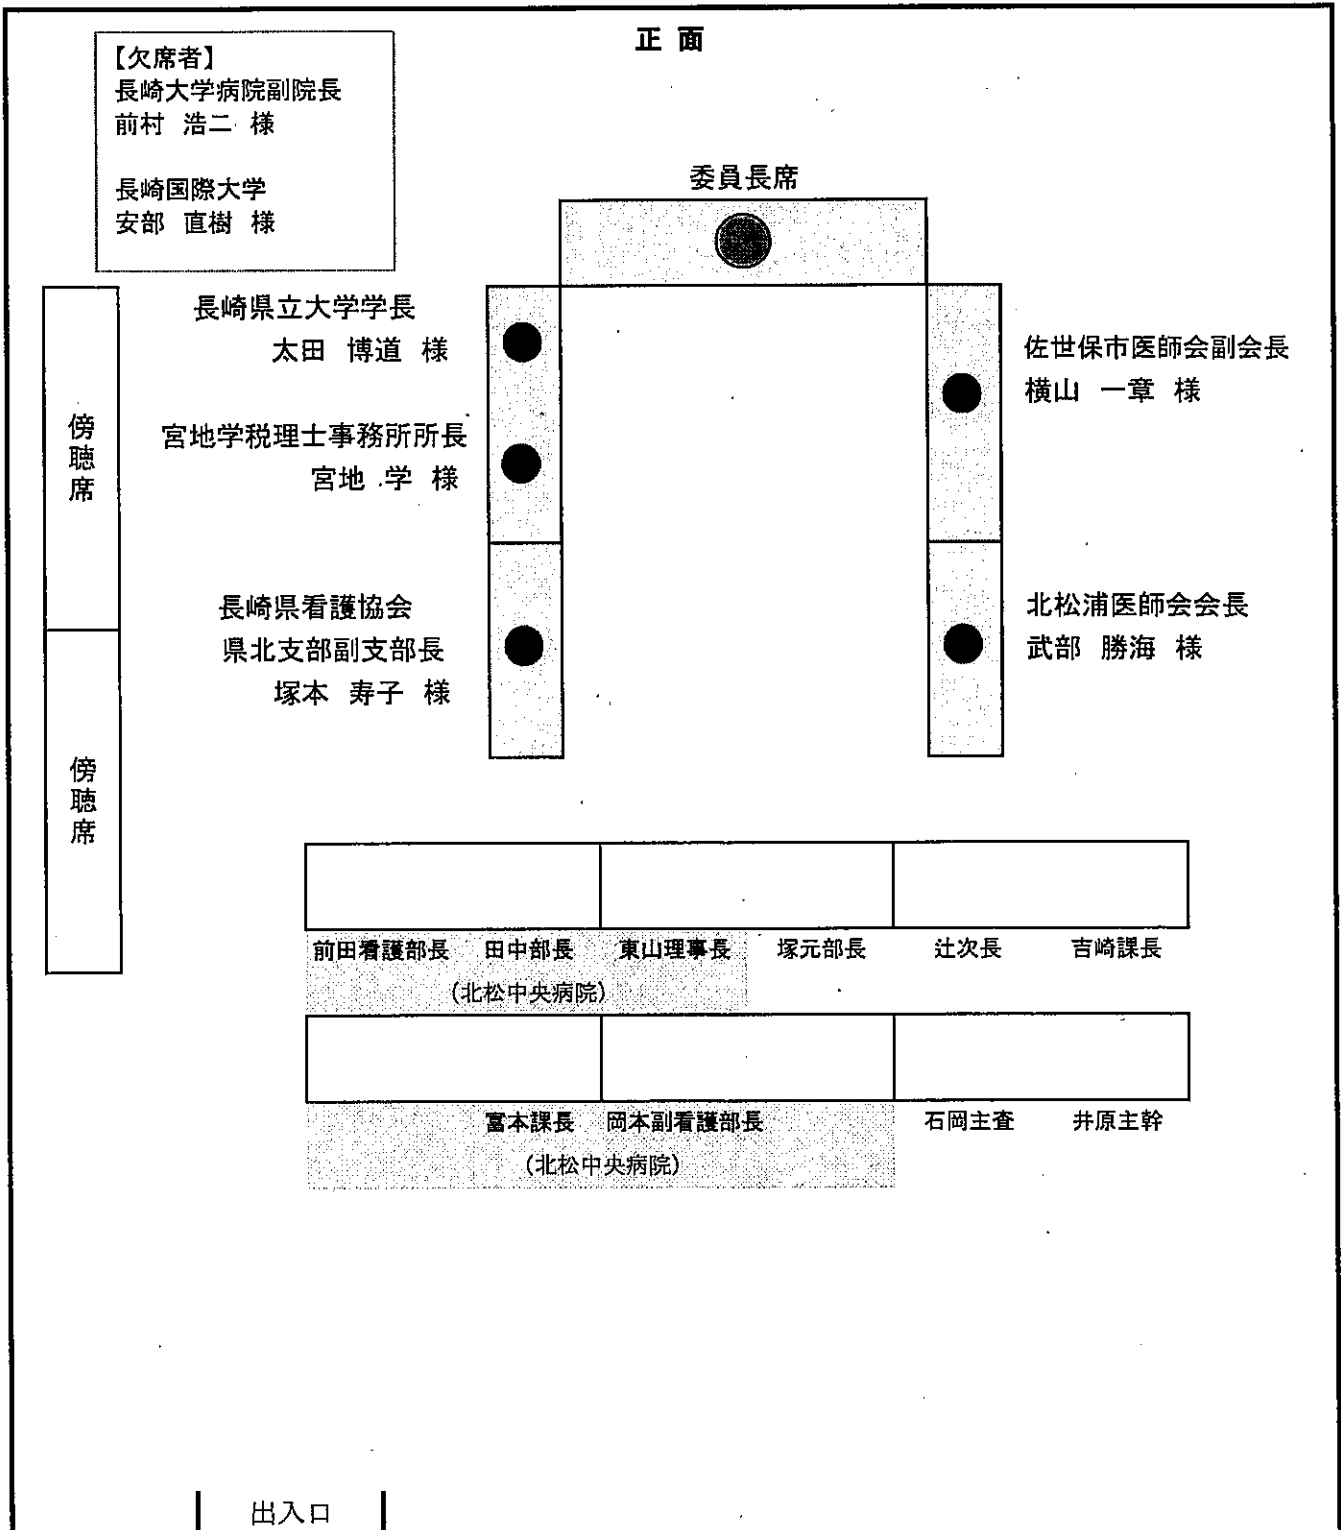 正面
【欠席者】
長崎大学病院副院長
前村 浩二 様
長崎国際大学
安部 直樹 様
委員長席
長崎県立大学学長
太田 博道 様
宮地学税理士事務所所長
宮地 学 様
長崎県看護協会
県北支部副支部長
塚本 寿子 様
佐世保市医師会副会長
横山 一章 様
北松浦医師会会長
武部 勝海 様
傍聴席
傍聴席
前田看護部長 田中部長 東山理事長 塚元部長 辻次長 吉崎課長
(北松中央病院)
富本課長 岡本副看護部長 石岡主査 井原主幹
(北松中央病院)
出入口